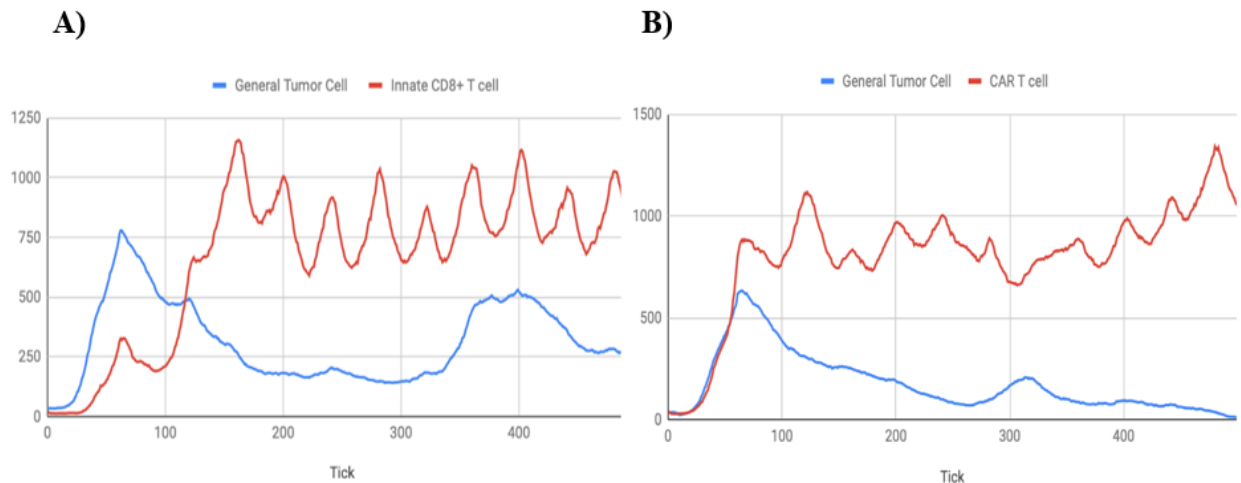 A)
General Tumor Cell
Innate CD8+ T cell
1250
1000
750
500
250
0
0
100
200
300
400
Tick
B)
General Tumor Cell
CAR T cell
1500
1000
500
0
0
100
200
300
400
Tick